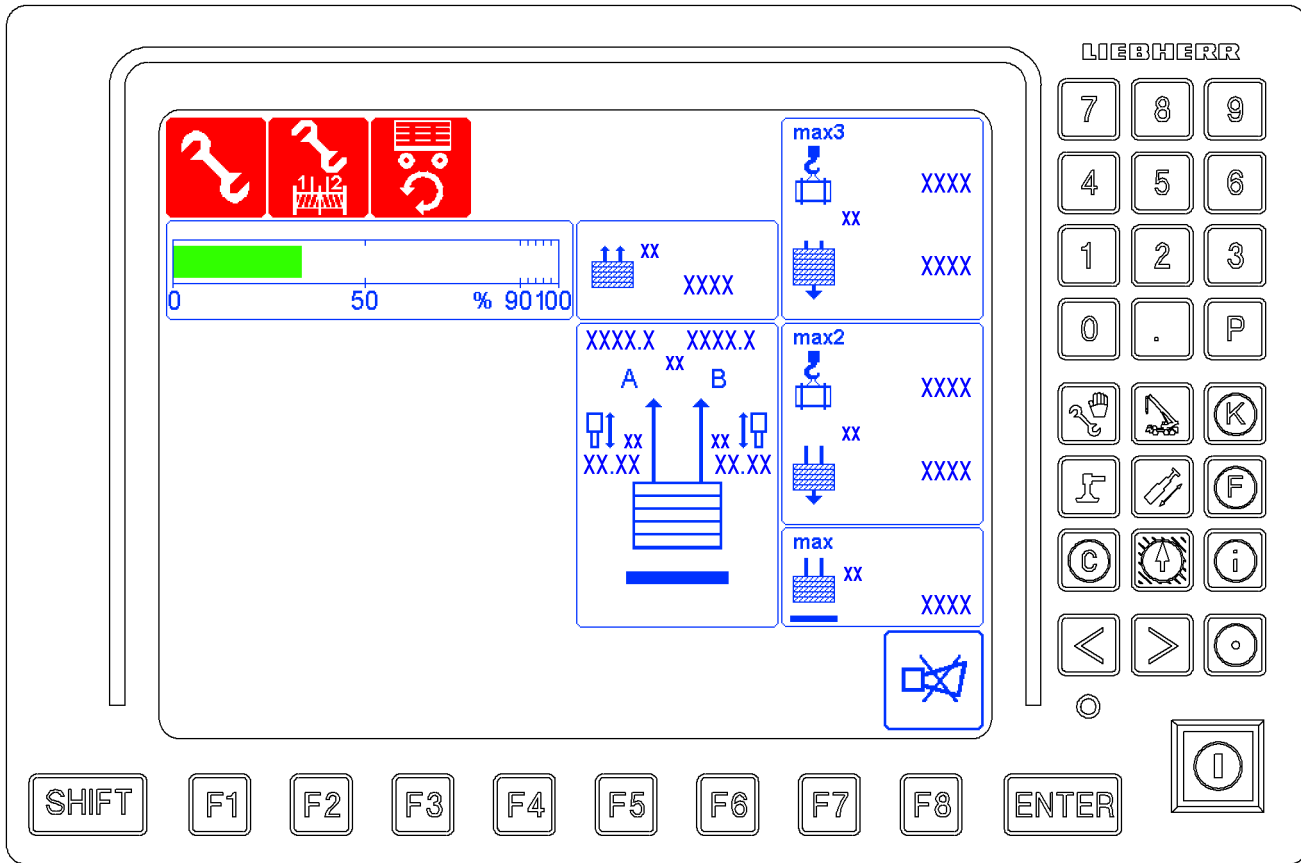 LIEBHERR
1 2
0 50 % 90 100
xx
XXXX
XXXX.X XXXX.X
xx
A B
xx xx
XX.XX XX.XX
max3
XXXX
xx
XXXX
max2
XXXX
xx
XXXX
max
xx
XXXX
7 8 9
4 5 6
1 2 3
0 . P
K
F
C i
< >
SHIFT F1 F2 F3 F4 F5 F6 F7 F8 ENTER